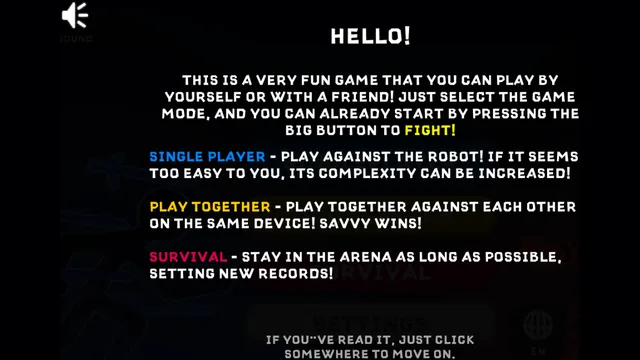 SOUND
HELLO!
THIS IS A VERY FUN GAME THAT YOU CAN PLAY BY
YOURSELF OR WITH A FRIEND! JUST SELECT THE GAME
MODE, AND YOU CAN ALREADY START BY PRESSING THE
BIG BUTTON TO FIGHT!
SINGLE PLAYER - PLAY AGAINST THE ROBOT! IF IT SEEMS
TOO EASY TO YOU, ITS COMPLEXITY CAN BE INCREASED!
PLAY TOGETHER - PLAY TOGETHER AGAINST EACH OTHER
ON THE SAME DEVICE! SAVVY WINS!
SURVIVAL - STAY IN THE ARENA AS LONG AS POSSIBLE,
SETTING NEW RECORDS!
SURVIVAL
SETTINGS
EN
IF YOU"VE READ IT, JUST CLICK
SOMEWHERE TO MOVE ON.